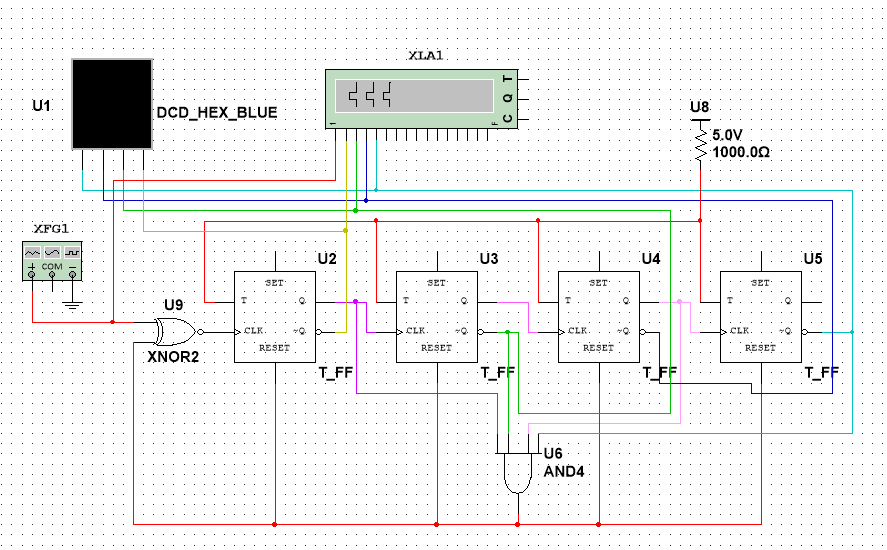 XLA1
U1
DCD_HEX_BLUE
T
Q
C
1
F
U8
5.0V
1000.0Ω
XFG1
COM
U9
XNOR2
U2
SET
T
Q
CLK
~Q
RESET
T_FF
U3
SET
T
Q
CLK
~Q
RESET
T_FF
U4
SET
T
Q
CLK
~Q
RESET
T_FF
U5
SET
T
Q
CLK
~Q
RESET
T_FF
U6
AND4